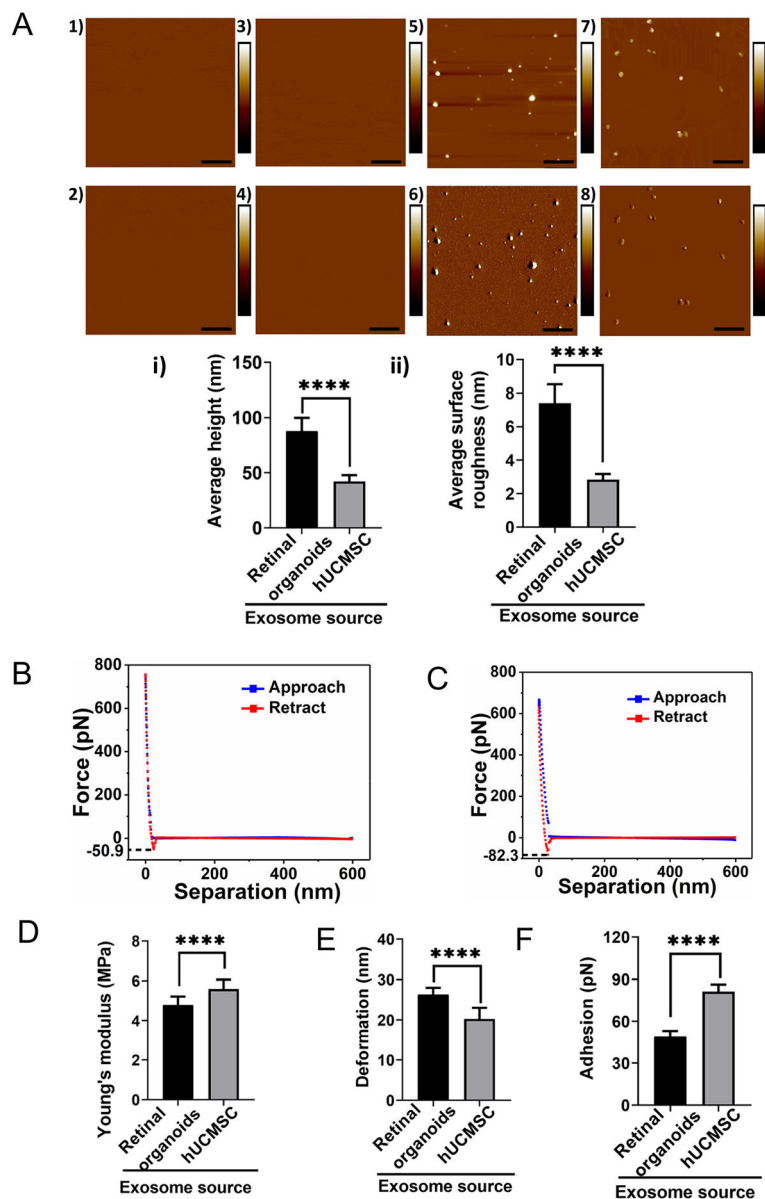 A
1)
3)
5)
7)
2)
4)
6)
8)
i)
Average height (nm)
150
100
50
0
****
Retinal
organoids
hUCMSC
Exosome source
ii)
Average surface
roughness (nm)
8
6
4
2
0
****
Retinal
organoids
hUCMSC
Exosome source
B
Force (pN)
800
600
400
200
0
-50.9
Approach
Retract
0 200 400 600
Separation (nm)
C
Force (pN)
800
600
400
200
0
-82.3
Approach
Retract
0 200 400 600
Separation (nm)
D
Young's modulus (MPa)
8
6
4
2
0
****
Retinal
organoids
hUCMSC
Exosome source
E
Deformation (nm)
40
30
20
10
0
****
Retinal
organoids
hUCMSC
Exosome source
F
Adhesion (pN)
120
90
60
30
0
****
Retinal
organoids
hUCMSC
Exosome source